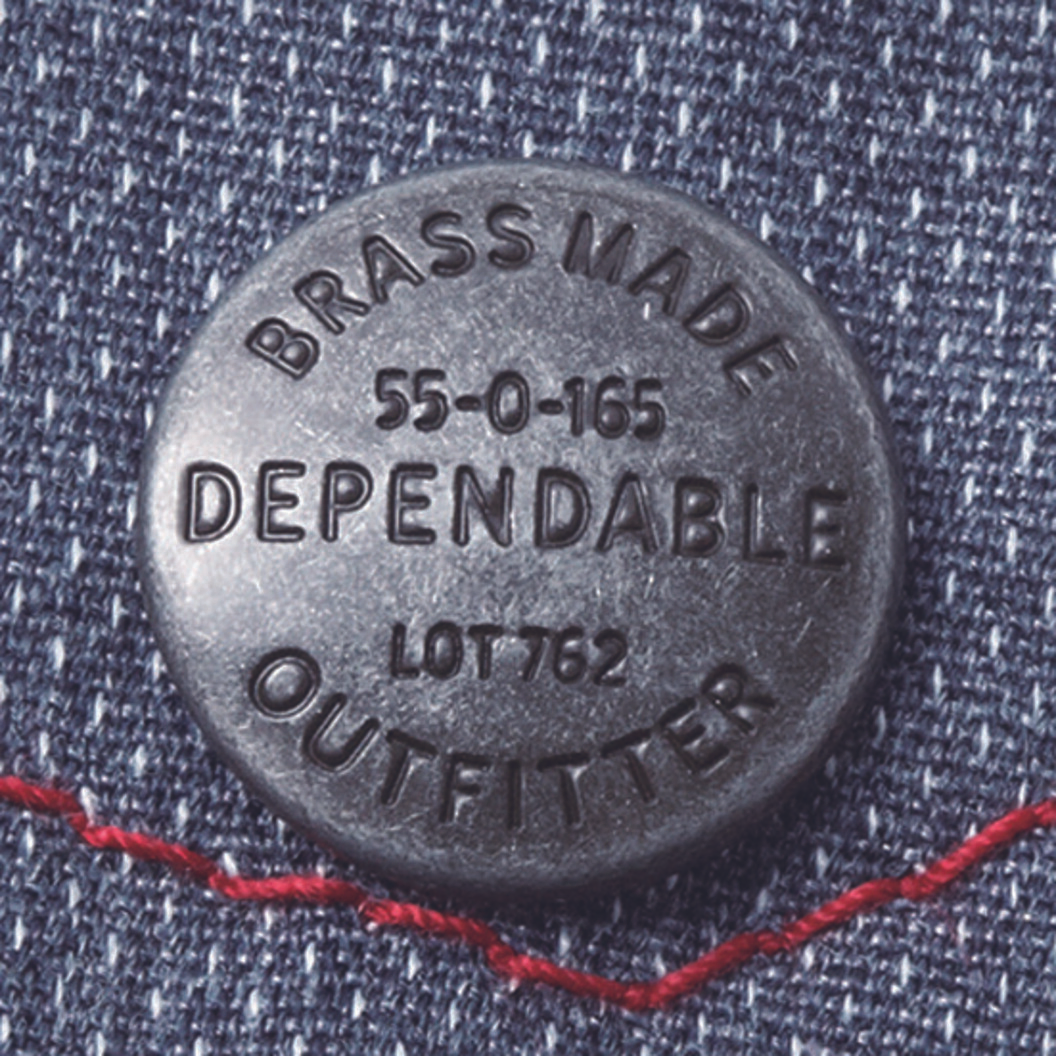 BRASS MADE
55-0-165
DEPENDABLE
LOT 762
OUTFITTER